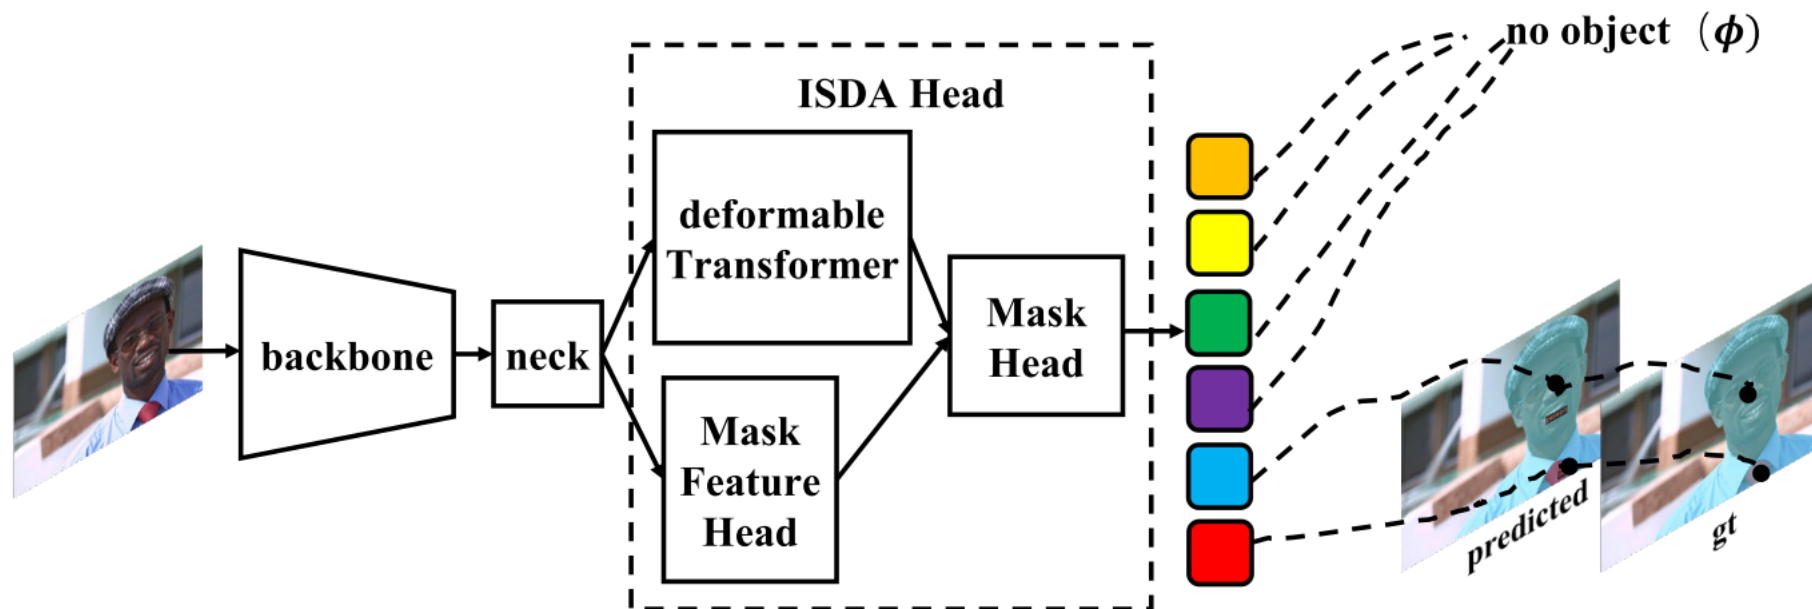 no object （ϕ）
ISDA Head
deformable
Transformer
backbone
neck
Mask
Head
Mask
Feature
Head
predicted
gt